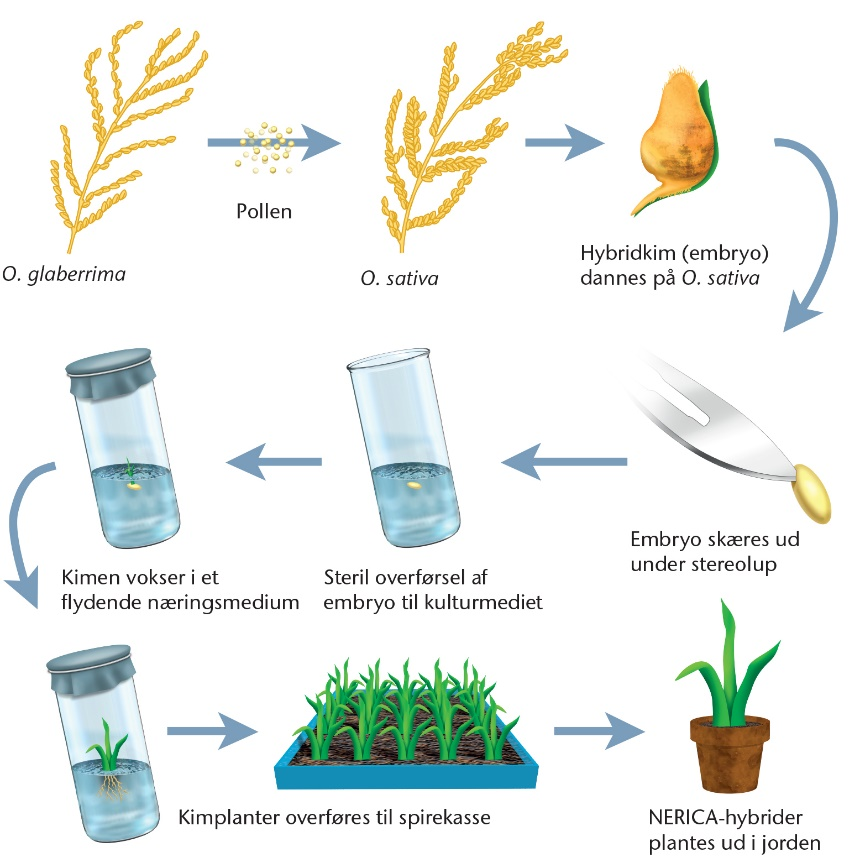 Pollen
O. glaberrima
O. sativa
Hybridkim (embryo)
dannes på O. sativa
Embryo skæres ud
under stereolup
Steril overførsel af
embryo til kulturmediet
Kimen vokser i et
flydende næringsmedium
Kimplanter overføres til spirekasse
NERICA-hybrider
plantes ud i jorden